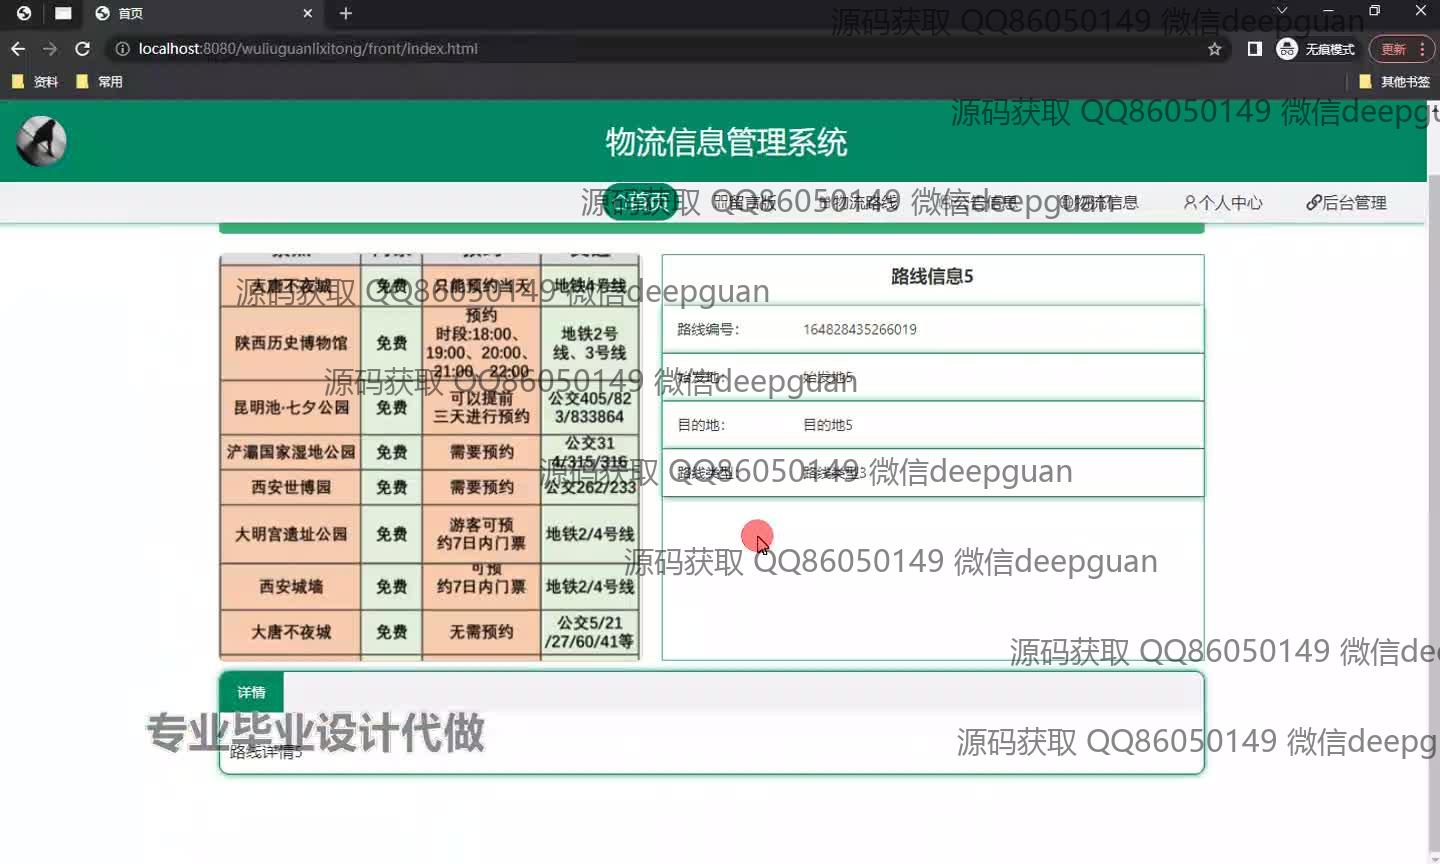 首页
localhost:8080/wuliuguanlixitong/front/index.html
无痕模式
更新
资料
常用
其他书签
源码获取 QQ86050149 微信deepguan
源码获取 QQ86050149 微信deepgu
物流信息管理系统
首页
留言版
物流路线
公告信息
物流信息
个人中心
后台管理
源码获取 QQ86050149 微信deepguan
大唐不夜城 免费 只能预约当天 地铁4号线
源码获取 QQ86050149 微信deepguan
陕西历史博物馆 免费
预约
时段:18:00、
19:00、20:00、
21:00、22:00
地铁2号
线、3号线
源码获取 QQ86050149 微信deepguan
昆明池·七夕公园 免费
可以提前
三天进行预约
公交405/82
3/833864
浐灞国家湿地公园 免费 需要预约
公交31
4/315/316
西安世博园 免费 需要预约 公交262/233
大明宫遗址公园 免费
游客可预
约7日内门票
地铁2/4号线
西安城墙 免费
可预
约7日内门票
地铁2/4号线
大唐不夜城 免费 无需预约
公交5/21
/27/60/41等
路线信息5
路线编号： 164828435266019
始发地： 始发地5
目的地： 目的地5
路线类型： 路线类型3
源码获取 QQ86050149 微信deepguan
源码获取 QQ86050149 微信deepguan
源码获取 QQ86050149 微信dee
详情
专业毕业设计代做
路线详情5
源码获取 QQ86050149 微信deepg